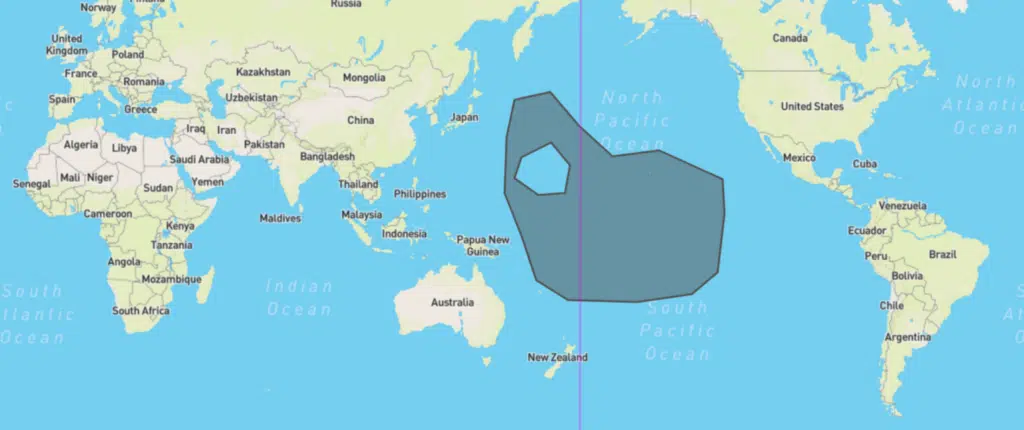 Norway
Russia
United
Kingdom
Poland
Canada
France
Romania
Kazakhstan
Mongolia
Spain
Uzbekistan
Greece
North
Pacific
Ocean
United States
North
Atlantic
Ocean
Japan
China
Iraq
Iran
Pakistan
Algeria
Libya
Saudi Arabia
Bangladesh
Mexico
Cuba
Senegal
Mali
Niger
Sudan
Yemen
Thailand
Philippines
Cameroon
Maldives
Malaysia
Venezuela
Kenya
Indonesia
Papua New
Guinea
Ecuador
Tanzania
Peru
Brazil
Angola
Mozambique
Bolivia
South
Atlantic
Ocean
Indian
Ocean
Australia
South Africa
South
Pacific
Ocean
Chile
Argentina
New Zealand